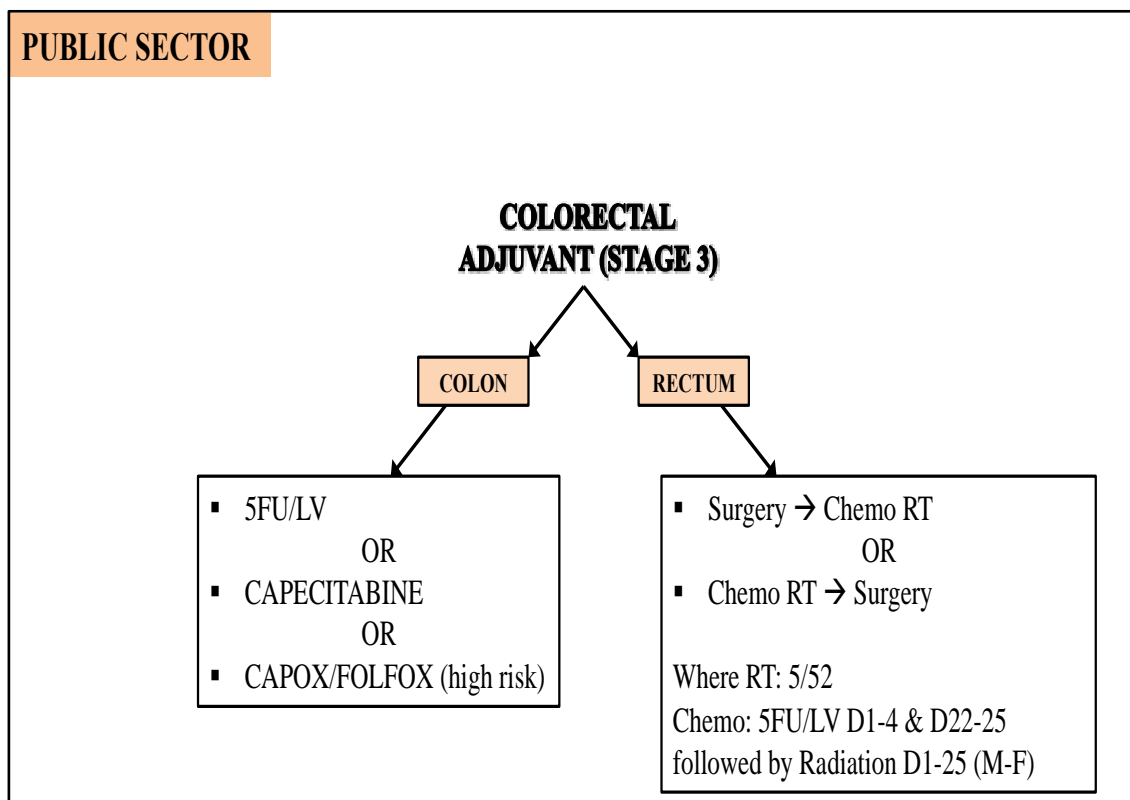 PUBLIC SECTOR
COLORECTAL
ADJUVANT (STAGE 3)
COLON
RECTUM
▪ 5FU/LV
OR
▪ CAPECITABINE
OR
▪ CAPOX/FOLFOX (high risk)
▪ Surgery → Chemo RT
OR
▪ Chemo RT → Surgery
Where RT: 5/52
Chemo: 5FU/LV D1-4 & D22-25
followed by Radiation D1-25 (M-F)